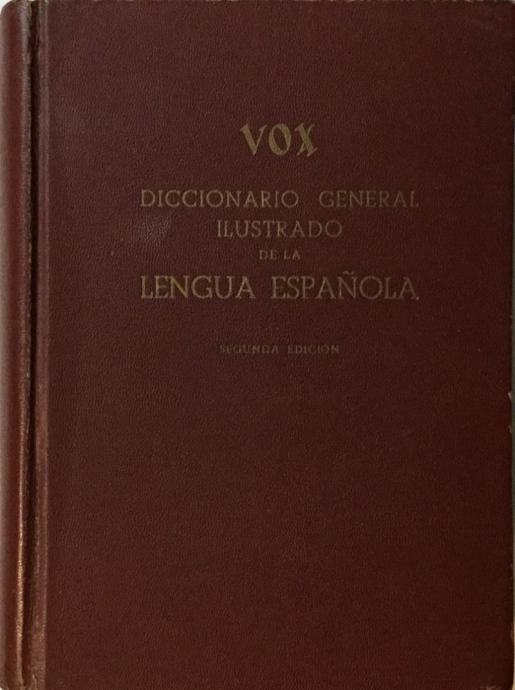 VOX
DICCIONARIO GENERAL
ILUSTRADO
DE LA
LENGUA ESPAÑOLA
SEGUNDA EDICIÓN